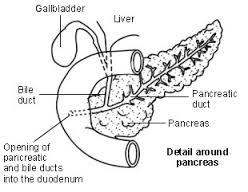 Gallbladder
Liver
Bile
duct
Pancreatic
duct
Pancreas
Opening of
pancreatic
and bile ducts
into the duodenum
Detail around
pancreas